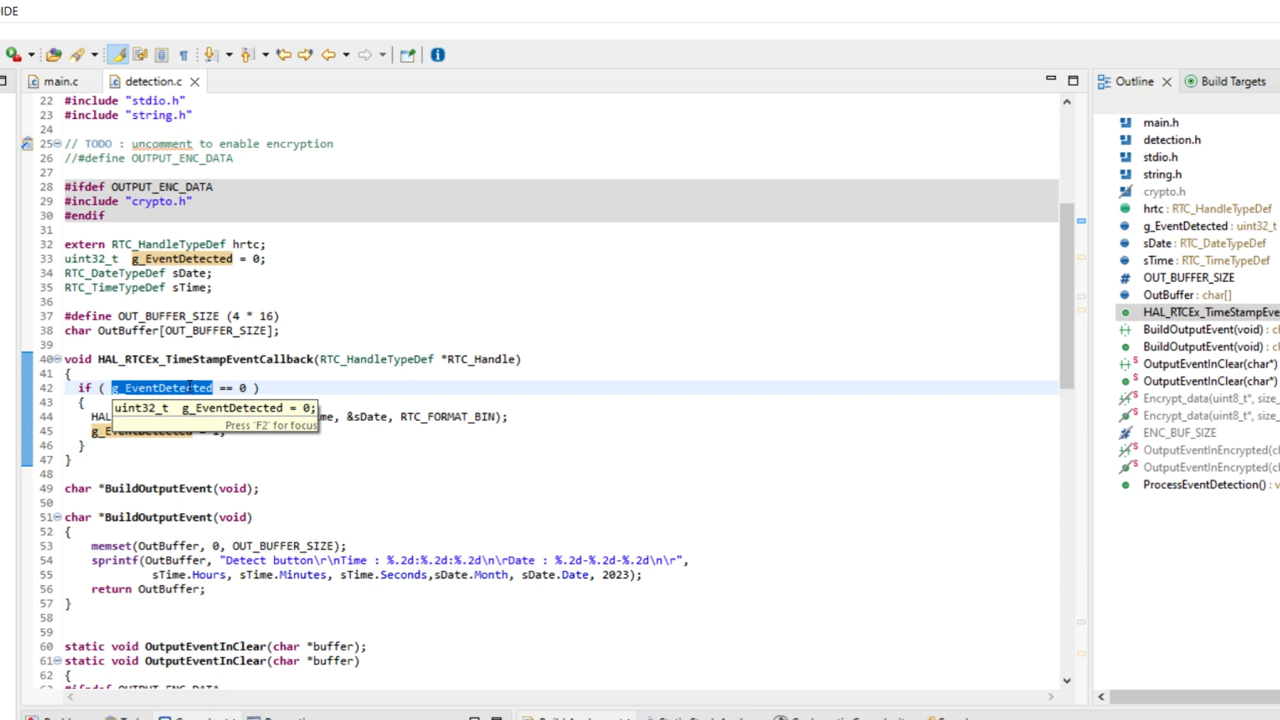 IDE
main.c
detection.c
Outline
Build Targets
22 #include "stdio.h"
23 #include "string.h"
24
25 // TODO : uncomment to enable encryption
26 //#define OUTPUT_ENC_DATA
27
28 #ifdef OUTPUT_ENC_DATA
29 #include "crypto.h"
30 #endif
31
32 extern RTC_HandleTypeDef hrtc;
33 uint32_t  g_EventDetected = 0;
34 RTC_DateTypeDef sDate;
35 RTC_TimeTypeDef sTime;
36
37 #define OUT_BUFFER_SIZE (4 * 16)
38 char OutBuffer[OUT_BUFFER_SIZE];
39
40 void HAL_RTCEx_TimeStampEventCallback(RTC_HandleTypeDef *RTC_Handle)
41 {
42   if ( g_EventDetected == 0 )
43   {
uint32_t  g_EventDetected = 0;
44     HAL me, &sDate, RTC_FORMAT_BIN);
Press 'F2' for focus
45     g_EventDetected = 1;
46   }
47 }
48
49 char *BuildOutputEvent(void);
50
51 char *BuildOutputEvent(void)
52 {
53     memset(OutBuffer, 0, OUT_BUFFER_SIZE);
54     sprintf(OutBuffer, "Detect button\r\nTime : %.2d:%.2d:%.2d\n\rDate : %.2d-%.2d-%.2d\n\r",
55              sTime.Hours, sTime.Minutes, sTime.Seconds,sDate.Month, sDate.Date, 2023);
56     return OutBuffer;
57 }
58
59
60 static void OutputEventInClear(char *buffer);
61 static void OutputEventInClear(char *buffer)
62 {
main.h
detection.h
stdio.h
string.h
crypto.h
hrtc : RTC_HandleTypeDef
g_EventDetected : uint32_t
sDate : RTC_DateTypeDef
sTime : RTC_TimeTypeDef
OUT_BUFFER_SIZE
OutBuffer : char[]
HAL_RTCEx_TimeStampEve
BuildOutputEvent(void)
BuildOutputEvent(void)
OutputEventInClear(char*)
OutputEventInClear(char*)
Encrypt_data(uint8_t*, size_
Encrypt_data(uint8_t*, size_
ENC_BUF_SIZE
OutputEventInEncrypted(ch
OutputEventInEncrypted(ch
ProcessEventDetection() : v